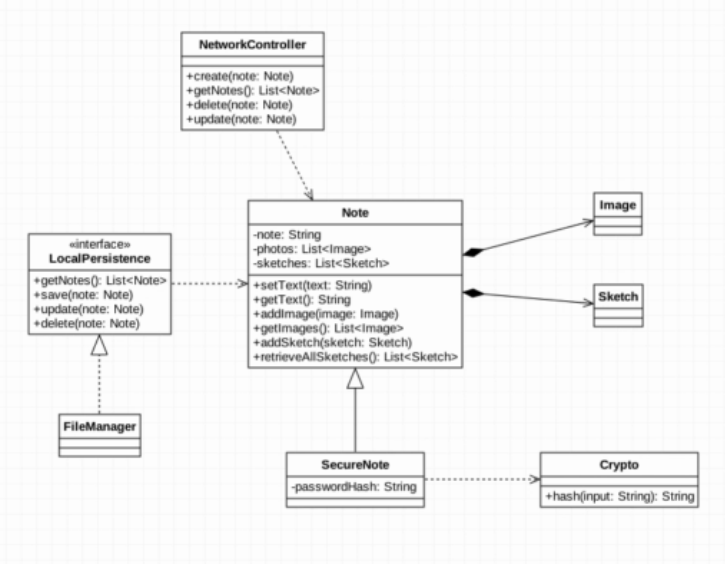 NetworkController
+create(note: Note)
+getNotes(): List<Note>
+delete(note: Note)
+update(note: Note)
Note
-note: String
-photos: List<Image>
-sketches: List<Sketch>
+setText(text: String)
+getText(): String
+addImage(image: Image)
+getImages(): List<Image>
+addSketch(sketch: Sketch)
+retrieveAllSketches(): List<Sketch>
Image
Sketch
«interface»
LocalPersistence
+getNotes(): List<Note>
+save(note: Note)
+update(note: Note)
+delete(note: Note)
FileManager
SecureNote
-passwordHash: String
Crypto
+hash(input: String): String